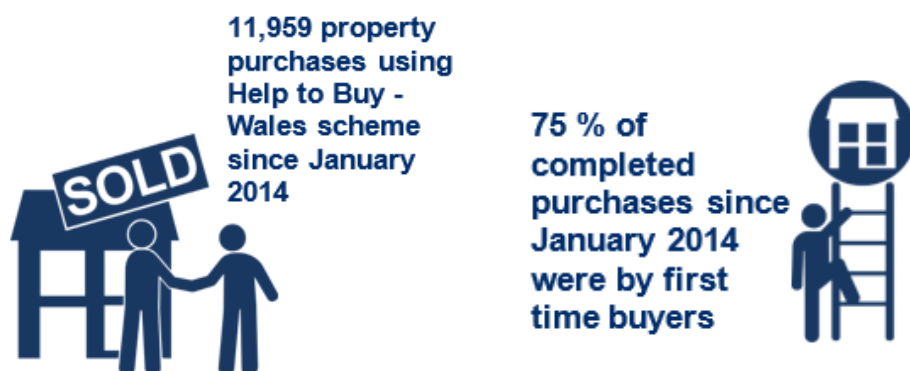 11,959 property
purchases using
Help to Buy -
Wales scheme
since January
2014
SOLD
75 % of
completed
purchases since
January 2014
were by first
time buyers